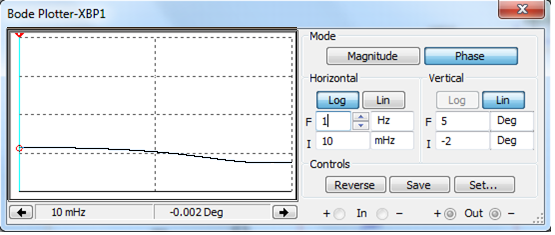 Bode Plotter-XBP1
Mode
Magnitude Phase
Horizontal Vertical
Log Lin Log Lin
F 1 Hz F 5 Deg
I 10 mHz I -2 Deg
Controls
Reverse Save Set...
10 mHz -0.002 Deg
+ In − + Out −